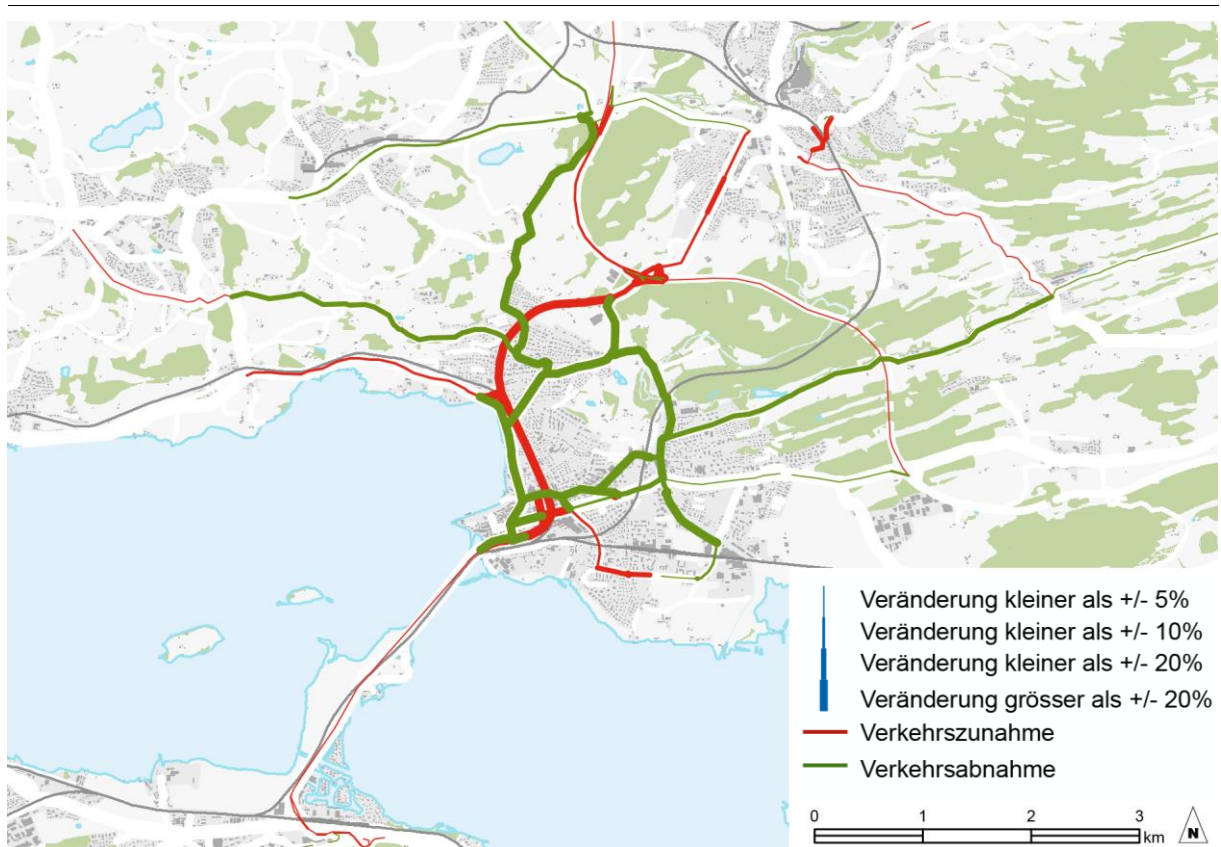 Veränderung kleiner als +/- 5%
Veränderung kleiner als +/- 10%
Veränderung kleiner als +/- 20%
Veränderung grösser als +/- 20%
Verkehrszunahme
Verkehrsabnahme
0 1 2 3
km
N